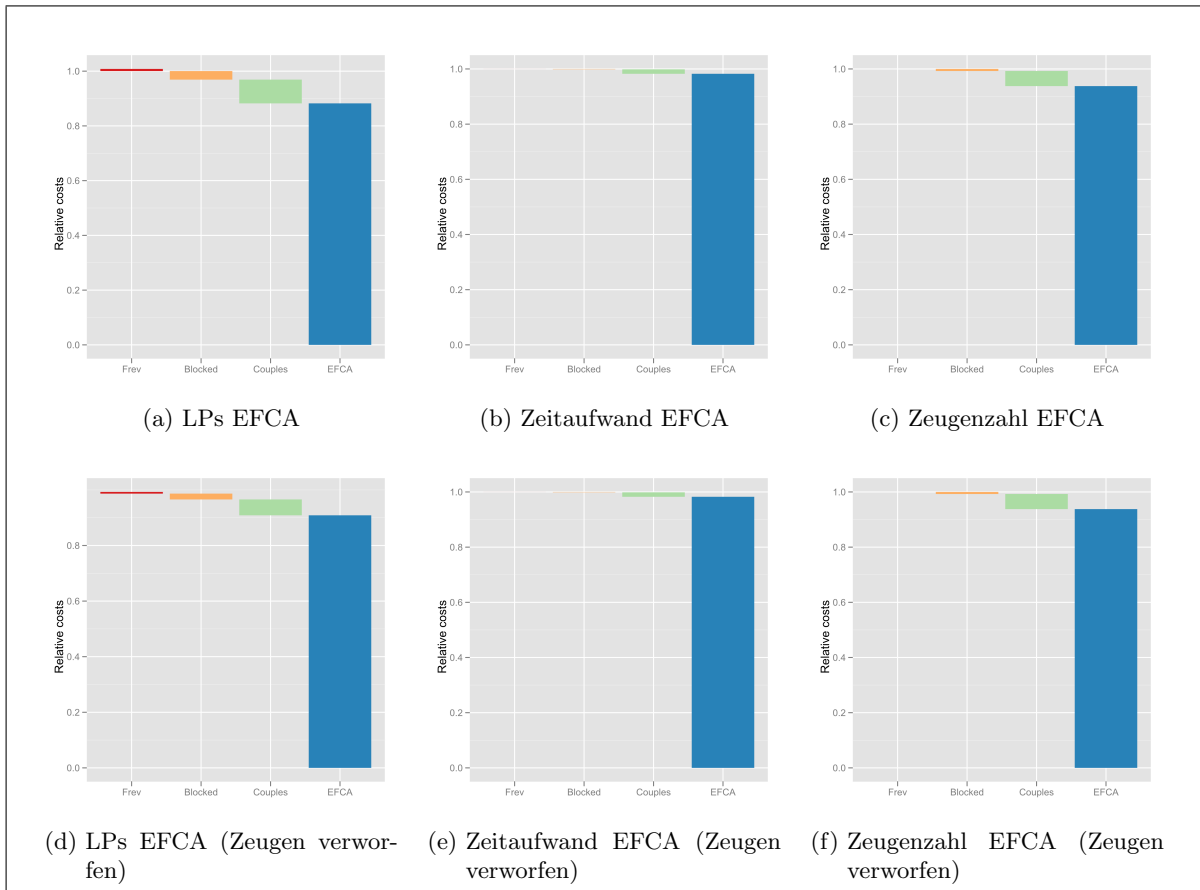 Relative costs
1.0
0.8
0.6
0.4
0.2
0.0
Frev Blocked Couples EFCA
(a) LPs EFCA
Relative costs
1.0
0.8
0.6
0.4
0.2
0.0
Frev Blocked Couples EFCA
(b) Zeitaufwand EFCA
Relative costs
1.0
0.8
0.6
0.4
0.2
0.0
Frev Blocked Couples EFCA
(c) Zeugenzahl EFCA
Relative costs
0.8
0.6
0.4
0.2
0.0
Frev Blocked Couples EFCA
(d) LPs EFCA (Zeugen verwor-
fen)
Relative costs
1.0
0.8
0.6
0.4
0.2
0.0
Frev Blocked Couples EFCA
(e) Zeitaufwand EFCA (Zeugen
verworfen)
Relative costs
1.0
0.8
0.6
0.4
0.2
0.0
Frev Blocked Couples EFCA
(f) Zeugenzahl EFCA (Zeugen
verworfen)